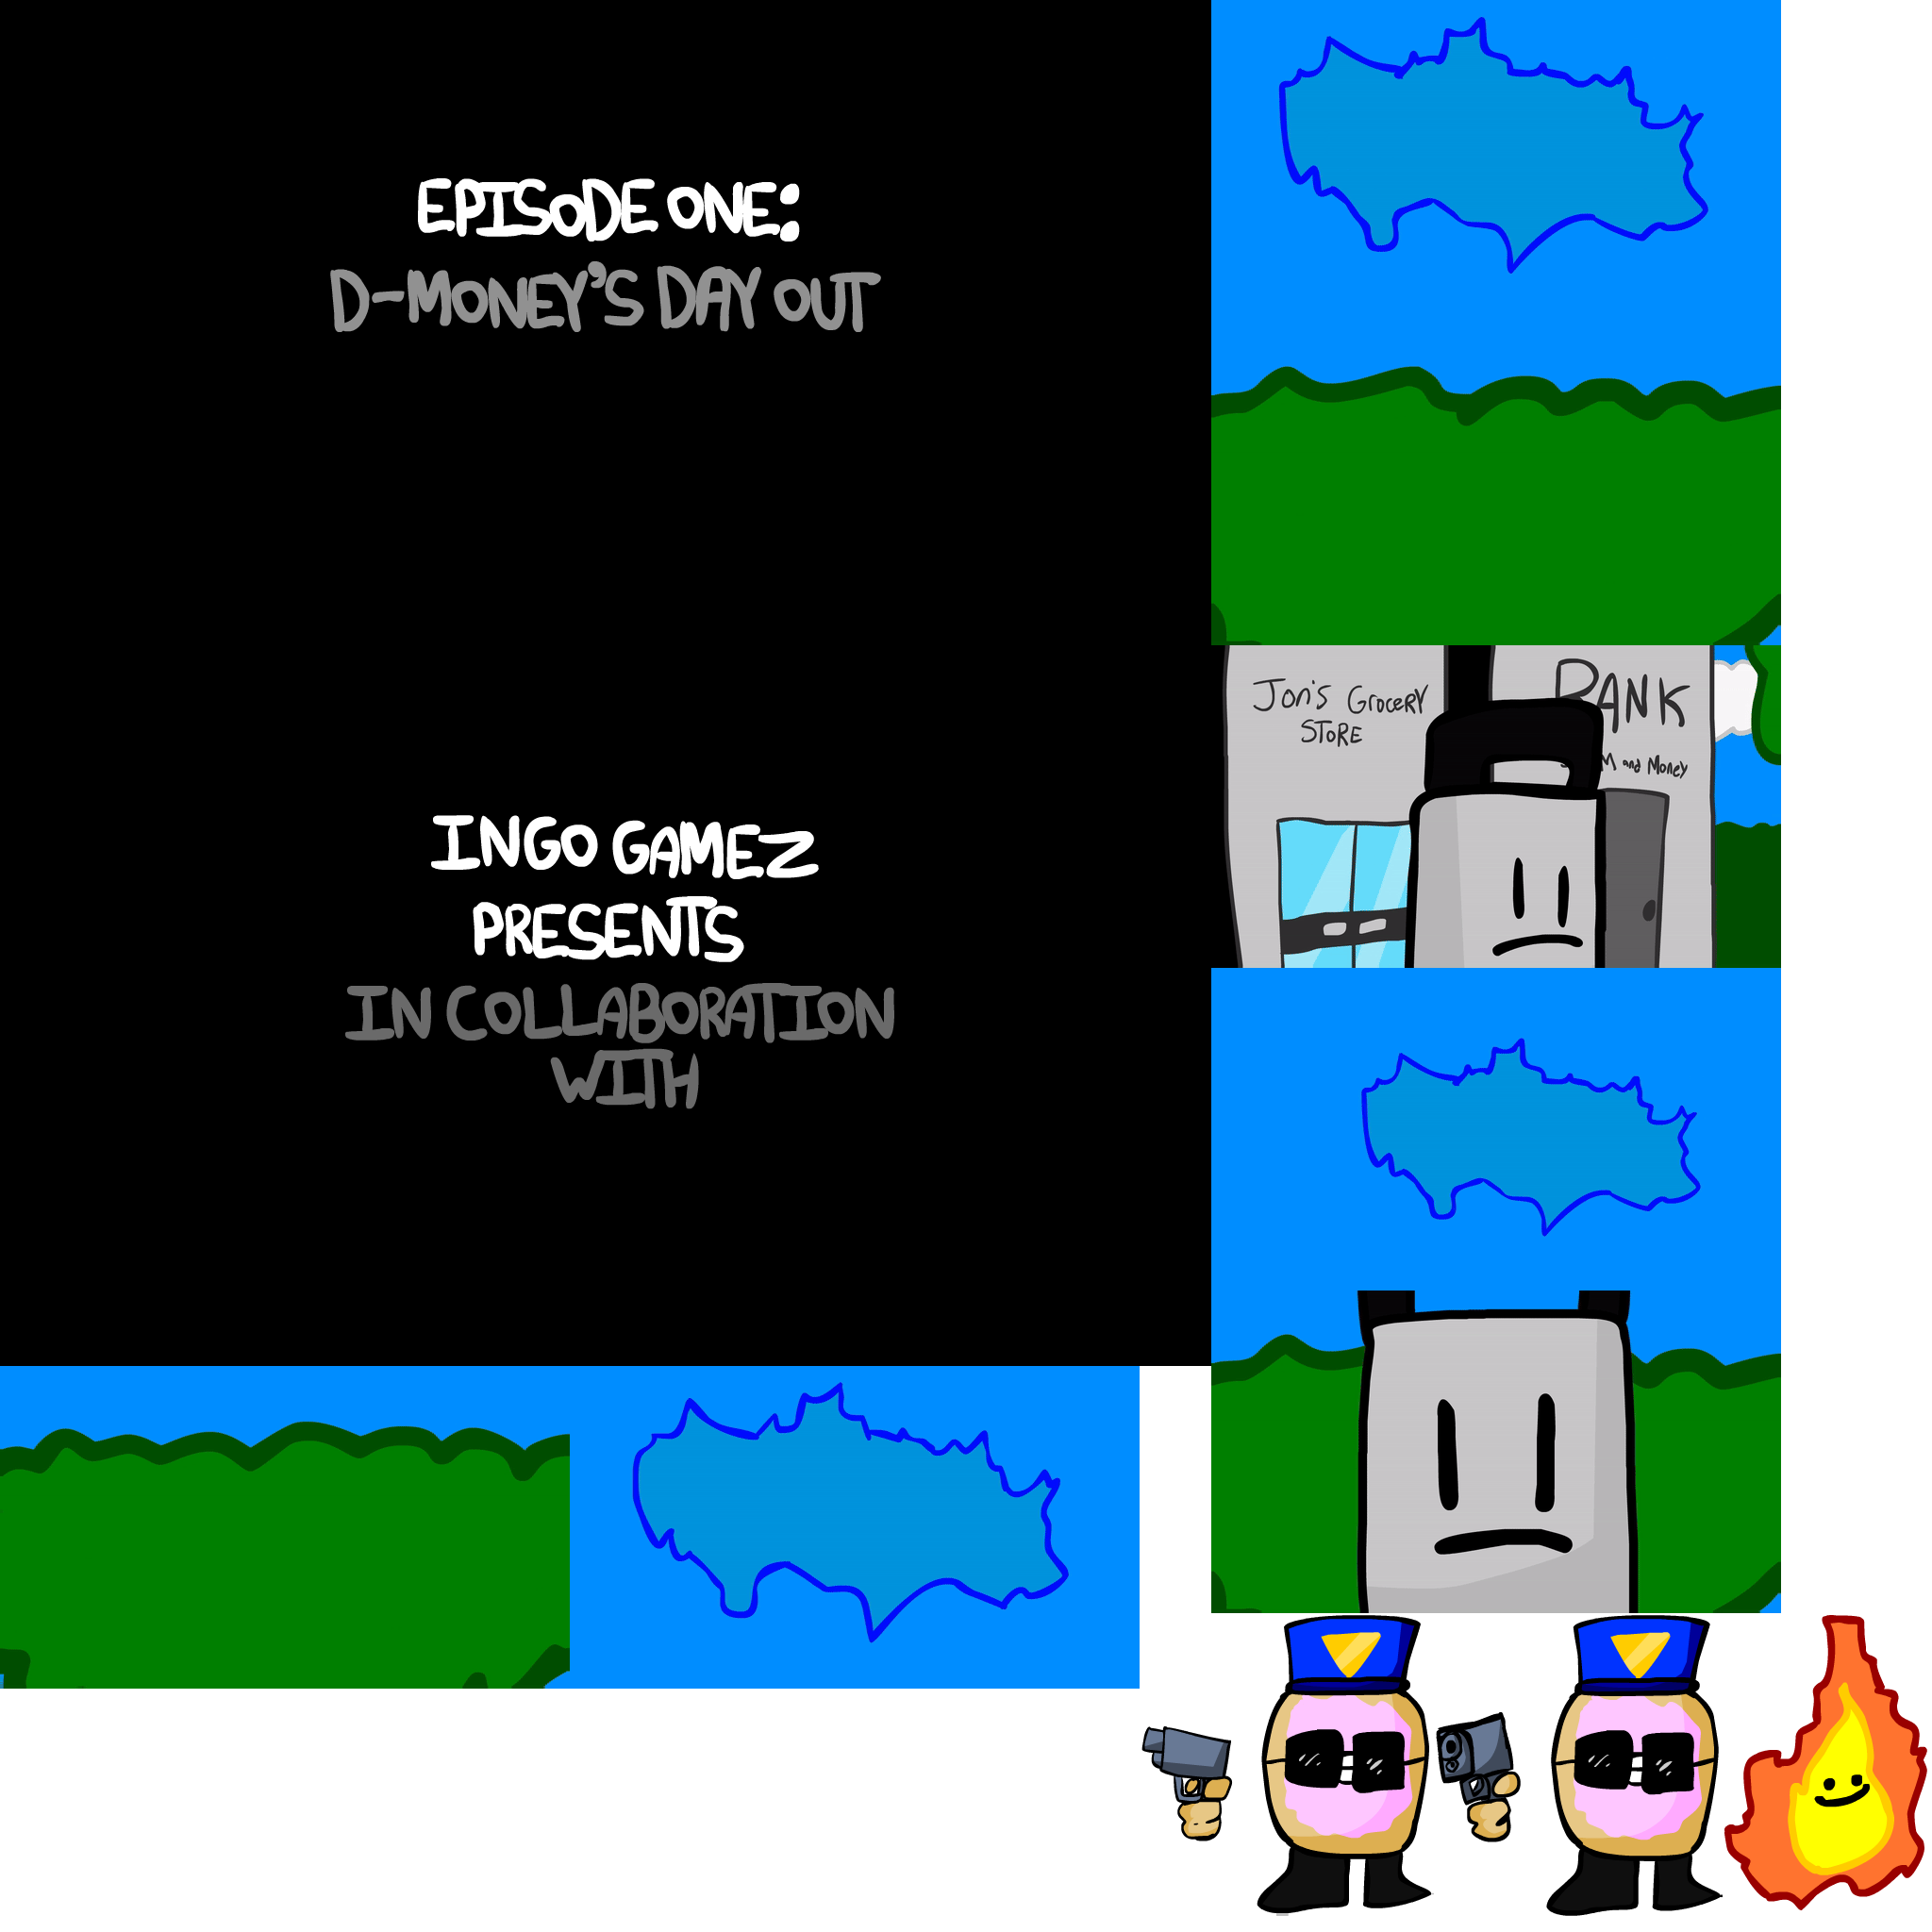 EPISODE ONE:
D-MONEY'S DAY OUT
Jon's Grocery
Store
BANK
and Money
INGO GAMEZ
PRESENTS
IN COLLABORATION
WITH